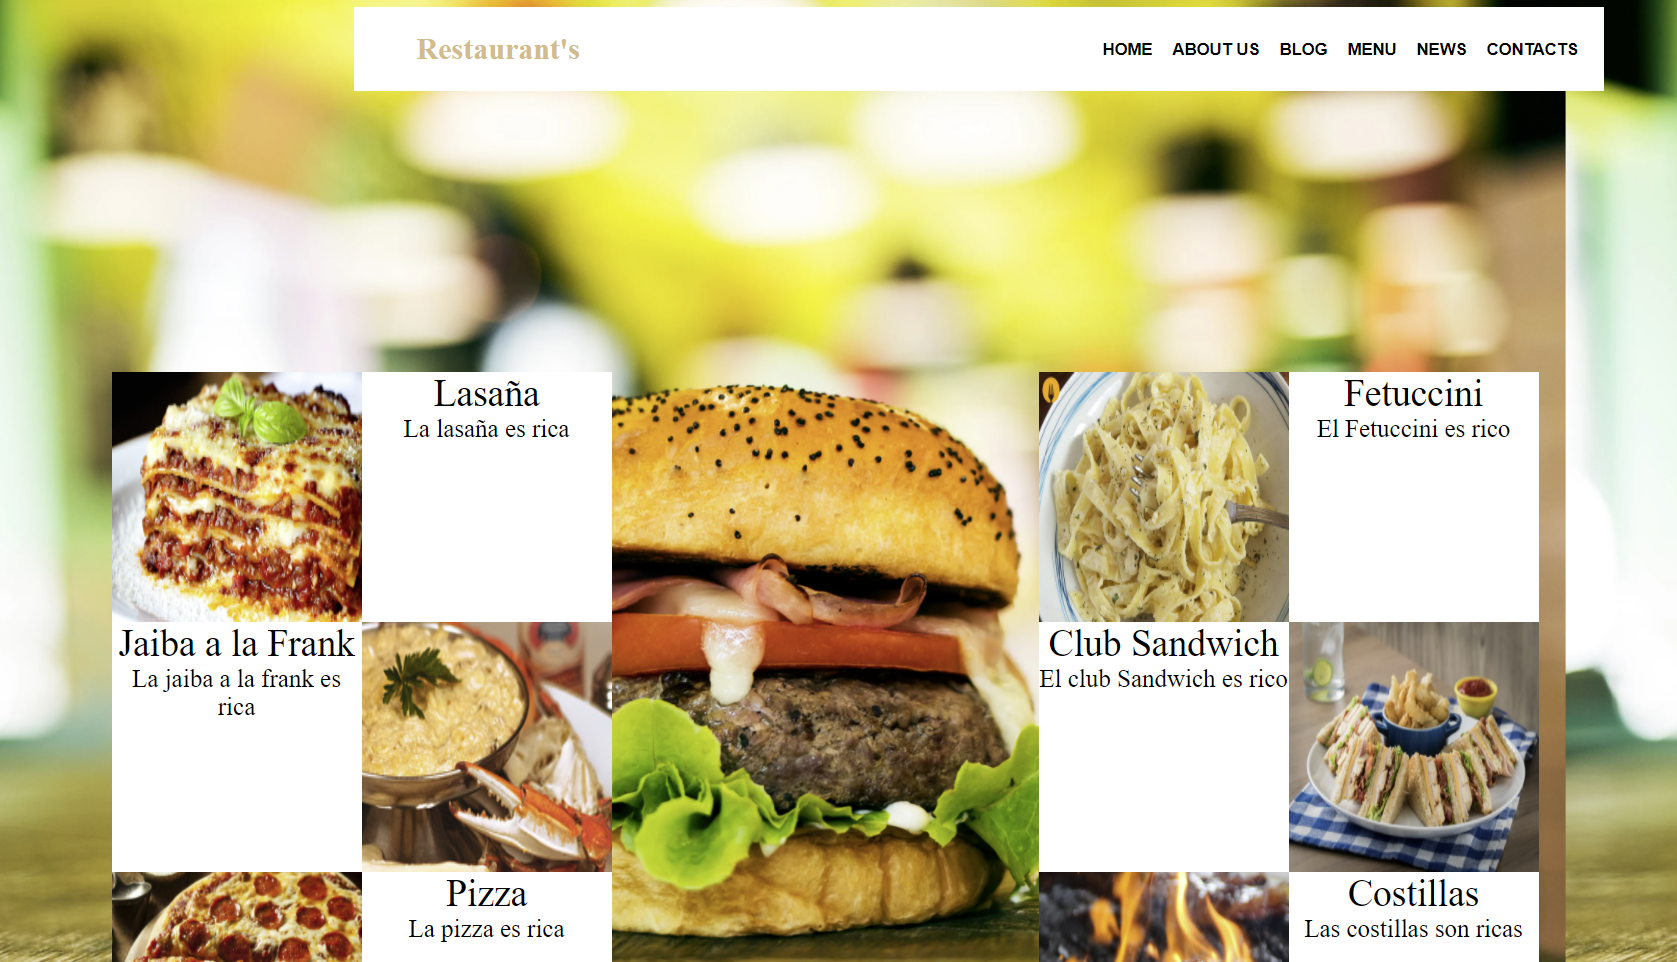 Restaurant's
HOME ABOUT US BLOG MENU NEWS CONTACTS
Lasaña
La lasaña es rica
Fetuccini
El Fetuccini es rico
Jaiba a la Frank
La jaiba a la frank es
rica
Club Sandwich
El club Sandwich es rico
Pizza
La pizza es rica
Costillas
Las costillas son ricas